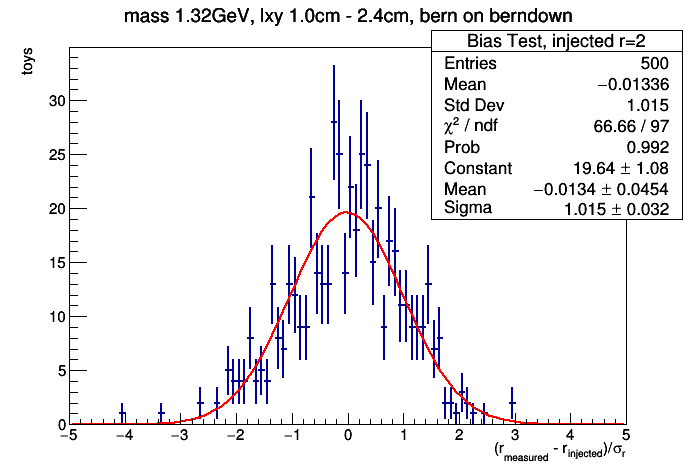 mass 1.32GeV, lxy 1.0cm - 2.4cm, bern on berndown
Bias Test, injected r=2
Entries 500
Mean −0.01336
Std Dev 1.015
χ² / ndf 66.66 / 97
Prob 0.992
Constant 19.64 ± 1.08
Mean −0.0134 ± 0.0454
Sigma 1.015 ± 0.032
toys
30
25
20
15
10
5
0
−5 −4 −3 −2 −1 0 1 2 3 4 5
(r_measured - r_injected)/σ_r